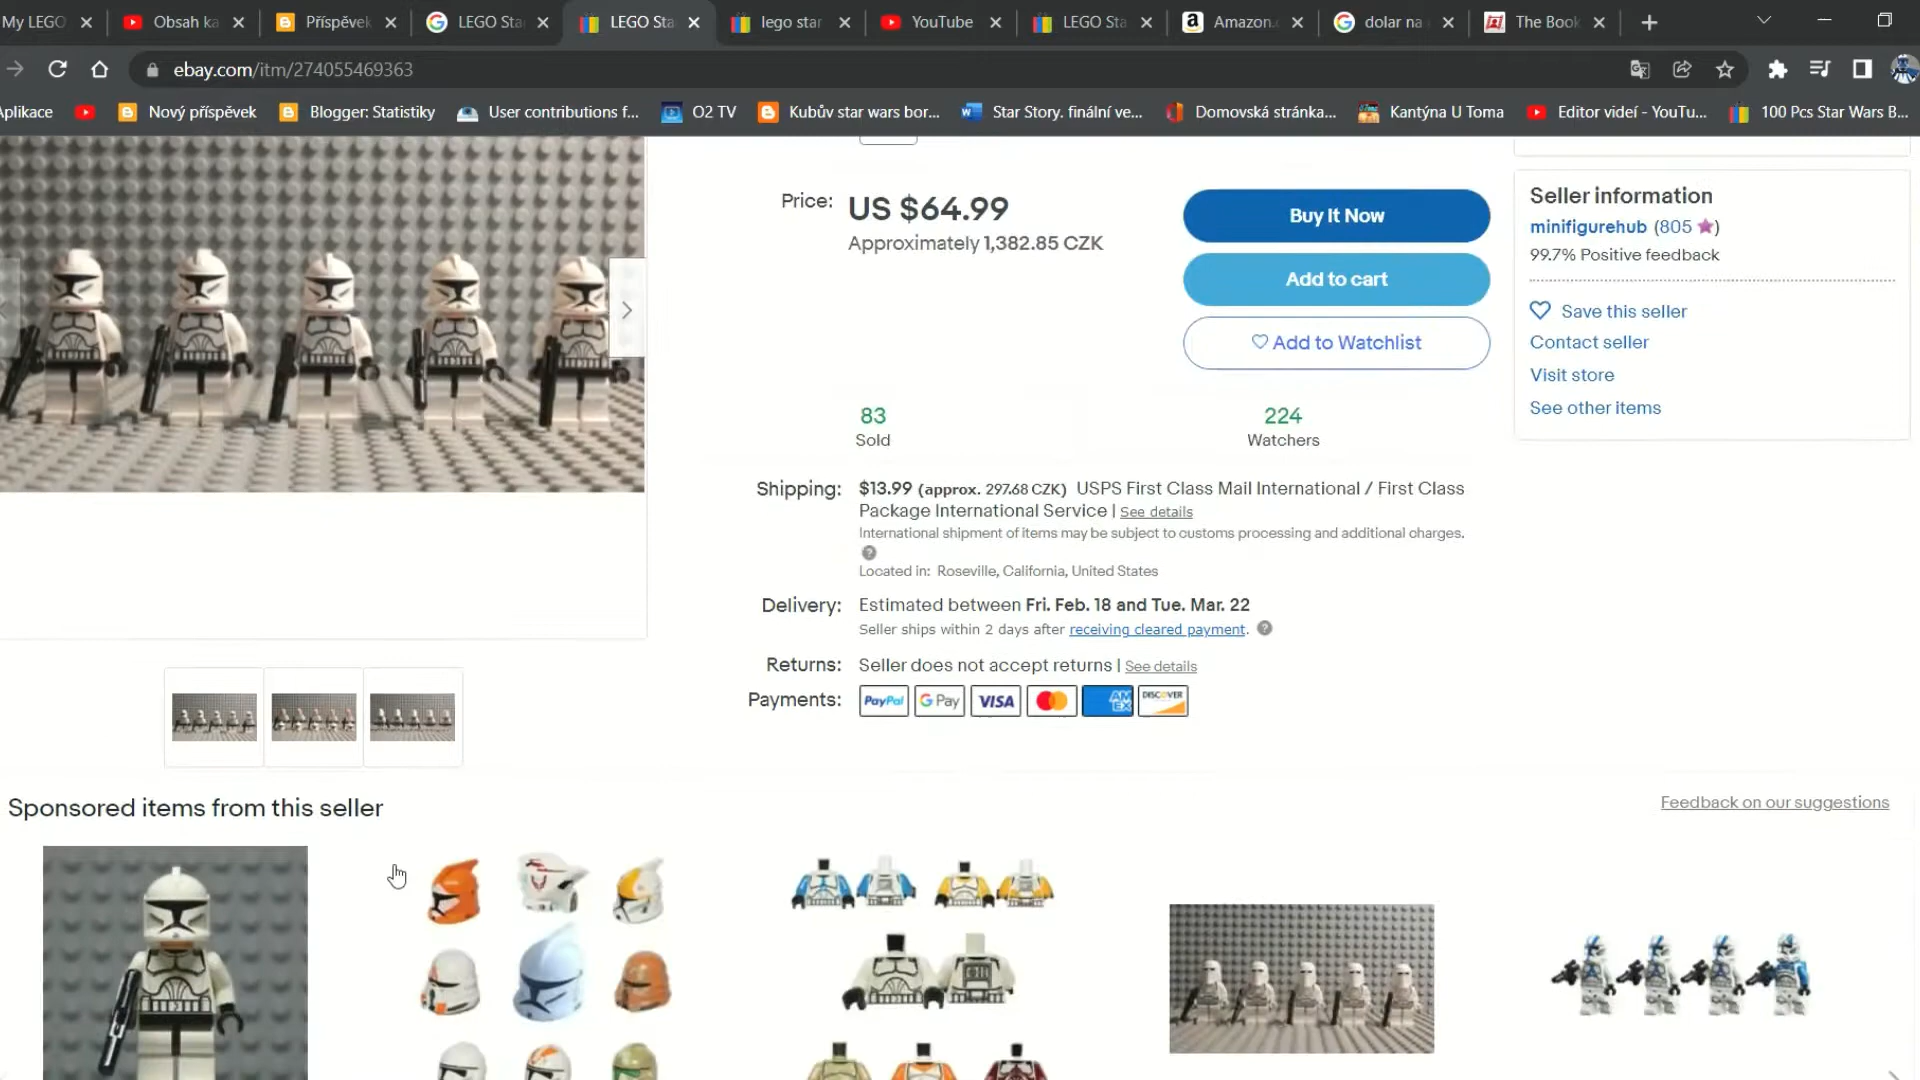 My LEGO
Obsah ka
Příspěvek
LEGO Sta
LEGO Sta
lego star
YouTube
LEGO Sta
Amazon.
dolar na
The Book
ebay.com/itm/274055469363
Aplikace
Nový příspěvek
Blogger: Statistiky
User contributions f...
O2 TV
Kubův star wars bor...
Star Story. finální ve...
Domovská stránka...
Kantýna U Toma
Editor videí - YouTu...
100 Pcs Star Wars B...
Price:
US $64.99
Approximately 1,382.85 CZK
Buy It Now
Add to cart
Add to Watchlist
83
Sold
224
Watchers
Shipping:
$13.99 (approx. 297.68 CZK) USPS First Class Mail International / First Class
Package International Service | See details
International shipment of items may be subject to customs processing and additional charges.
Located in: Roseville, California, United States
Delivery:
Estimated between Fri. Feb. 18 and Tue. Mar. 22
Seller ships within 2 days after receiving cleared payment.
Returns:
Seller does not accept returns | See details
Payments:
PayPal
G Pay
VISA
AM
EX
DISCOVER
Seller information
minifigurehub (805)
99.7% Positive feedback
Save this seller
Contact seller
Visit store
See other items
Sponsored items from this seller
Feedback on our suggestions